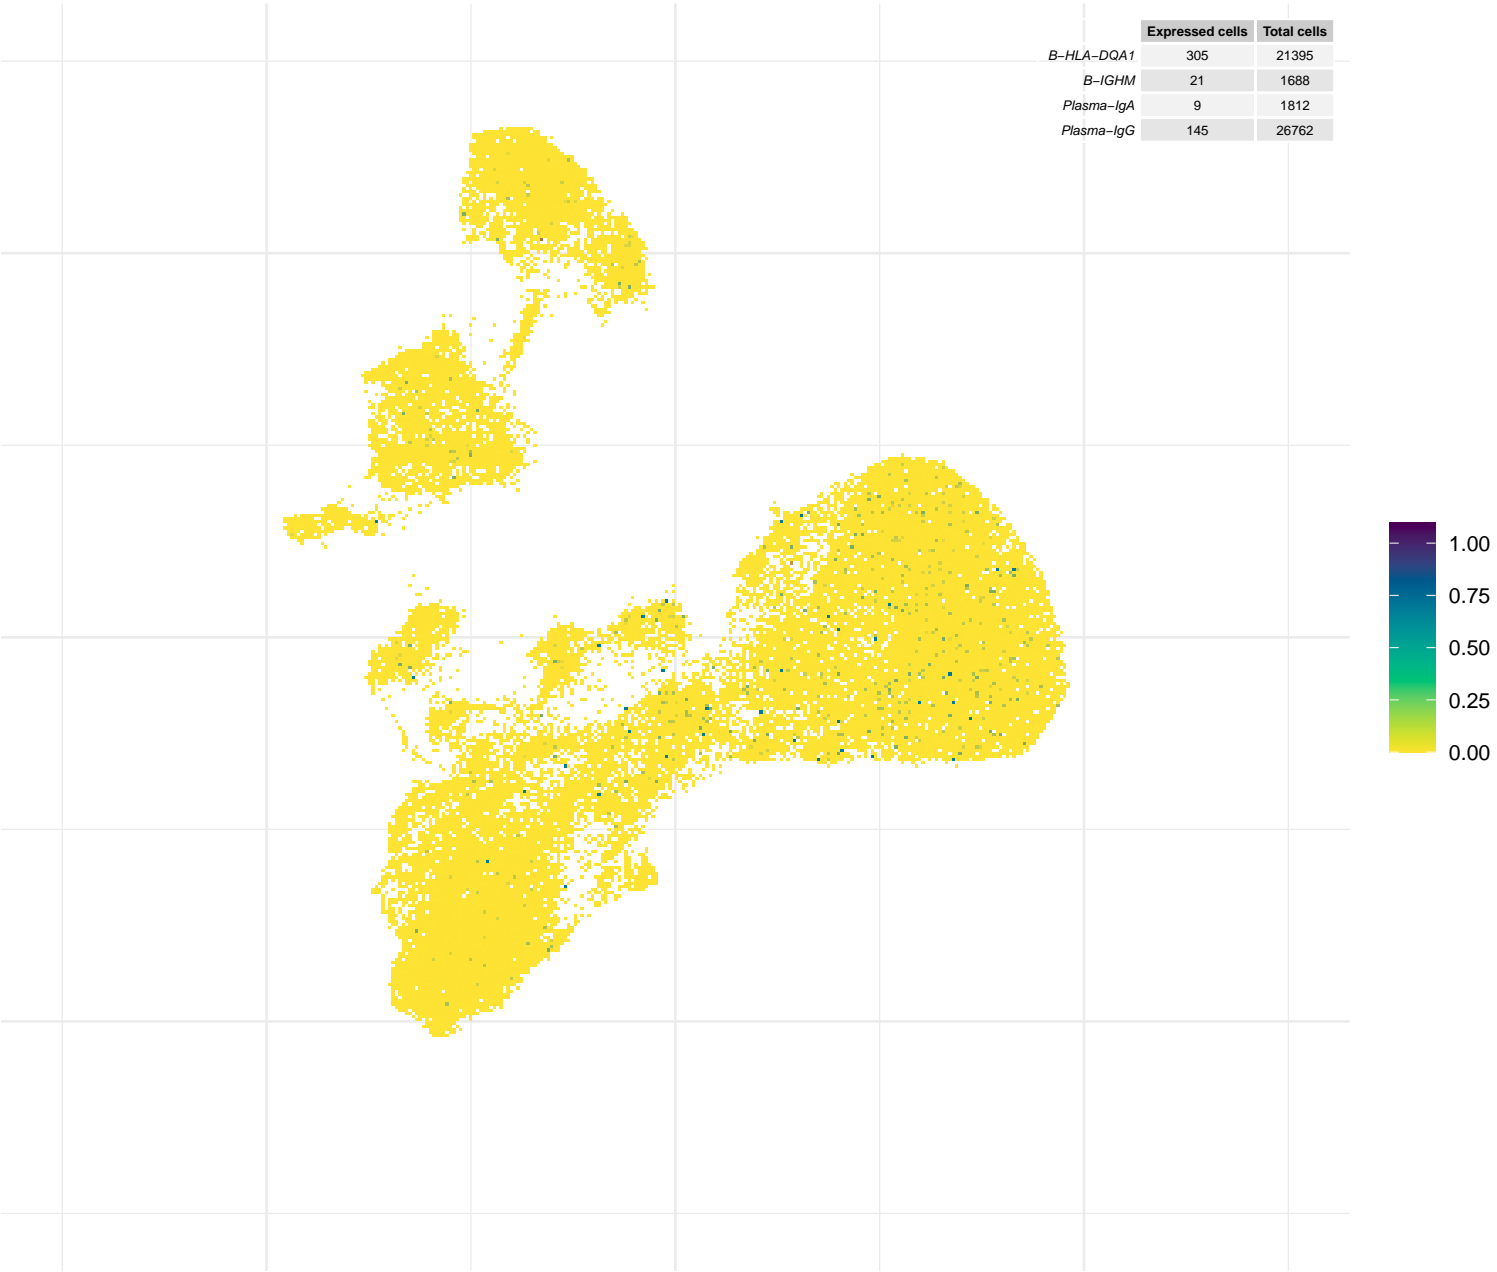 Expressed cells Total cells
B−HLA−DQA1 305 21395
B−IGHM 21 1688
Plasma−IgA 9 1812
Plasma−IgG 145 26762
1.00
0.75
0.50
0.25
0.00